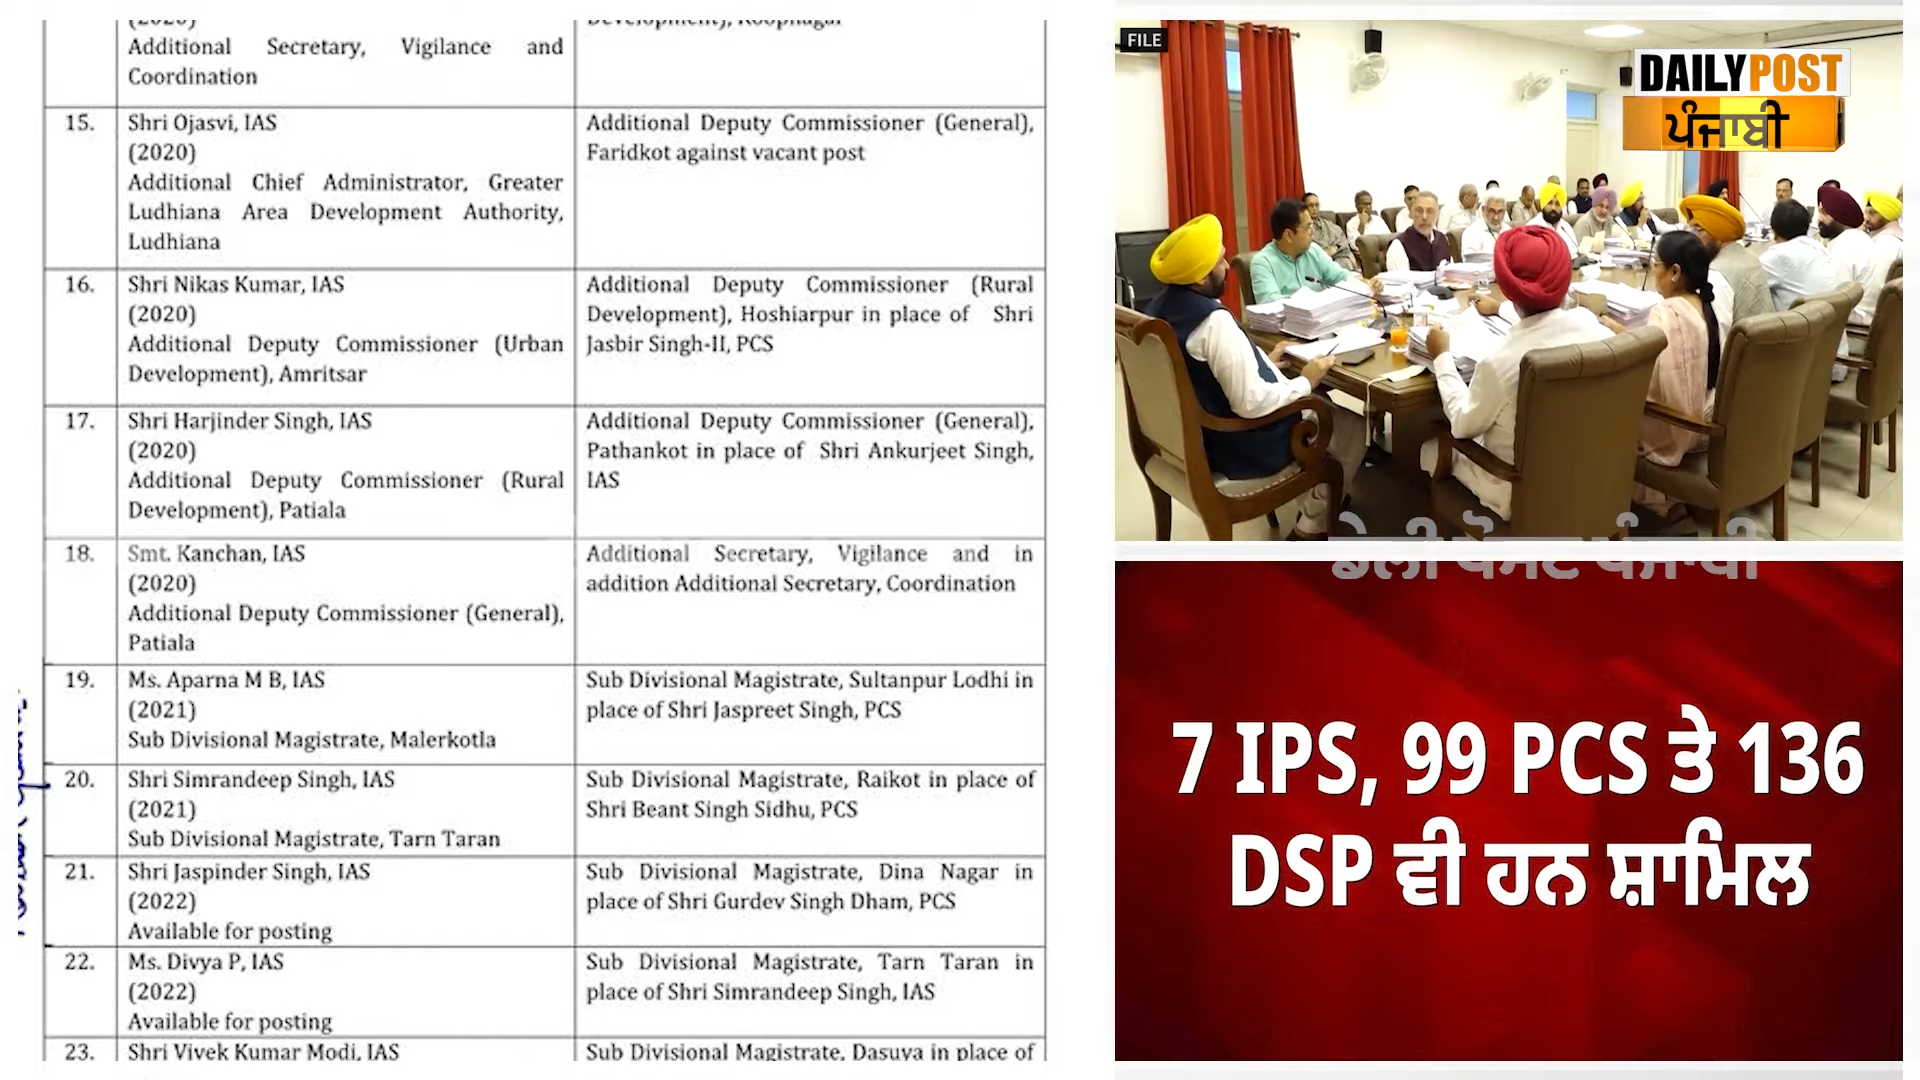 (2020)
Additional Secretary, Vigilance and
Coordination
Development), Roopnagar
15.
Shri Ojasvi, IAS
(2020)
Additional Chief Administrator, Greater
Ludhiana Area Development Authority,
Ludhiana
Additional Deputy Commissioner (General),
Faridkot against vacant post
16.
Shri Nikas Kumar, IAS
(2020)
Additional Deputy Commissioner (Urban
Development), Amritsar
Additional Deputy Commissioner (Rural
Development), Hoshiarpur in place of Shri
Jasbir Singh-II, PCS
17.
Shri Harjinder Singh, IAS
(2020)
Additional Deputy Commissioner (Rural
Development), Patiala
Additional Deputy Commissioner (General),
Pathankot in place of Shri Ankurjeet Singh,
IAS
18.
Smt. Kanchan, IAS
(2020)
Additional Deputy Commissioner (General),
Patiala
Additional Secretary, Vigilance and in
addition Additional Secretary, Coordination
19.
Ms. Aparna M B, IAS
(2021)
Sub Divisional Magistrate, Malerkotla
Sub Divisional Magistrate, Sultanpur Lodhi in
place of Shri Jaspreet Singh, PCS
20.
Shri Simrandeep Singh, IAS
(2021)
Sub Divisional Magistrate, Tarn Taran
Sub Divisional Magistrate, Raikot in place of
Shri Beant Singh Sidhu, PCS
21.
Shri Jaspinder Singh, IAS
(2022)
Available for posting
Sub Divisional Magistrate, Dina Nagar in
place of Shri Gurdev Singh Dham, PCS
22.
Ms. Divya P, IAS
(2022)
Available for posting
Sub Divisional Magistrate, Tarn Taran in
place of Shri Simrandeep Singh, IAS
23.
Shri Vivek Kumar Modi, IAS
Sub Divisional Magistrate, Dasuya in place of
FILE
DAILY POST
ਪੰਜਾਬੀ
ਡੇਲੀ ਪੋਸਟ ਪੰਜਾਬੀ
7 IPS, 99 PCS ਤੇ 136
DSP ਵੀ ਹਨ ਸ਼ਾਮਿਲ